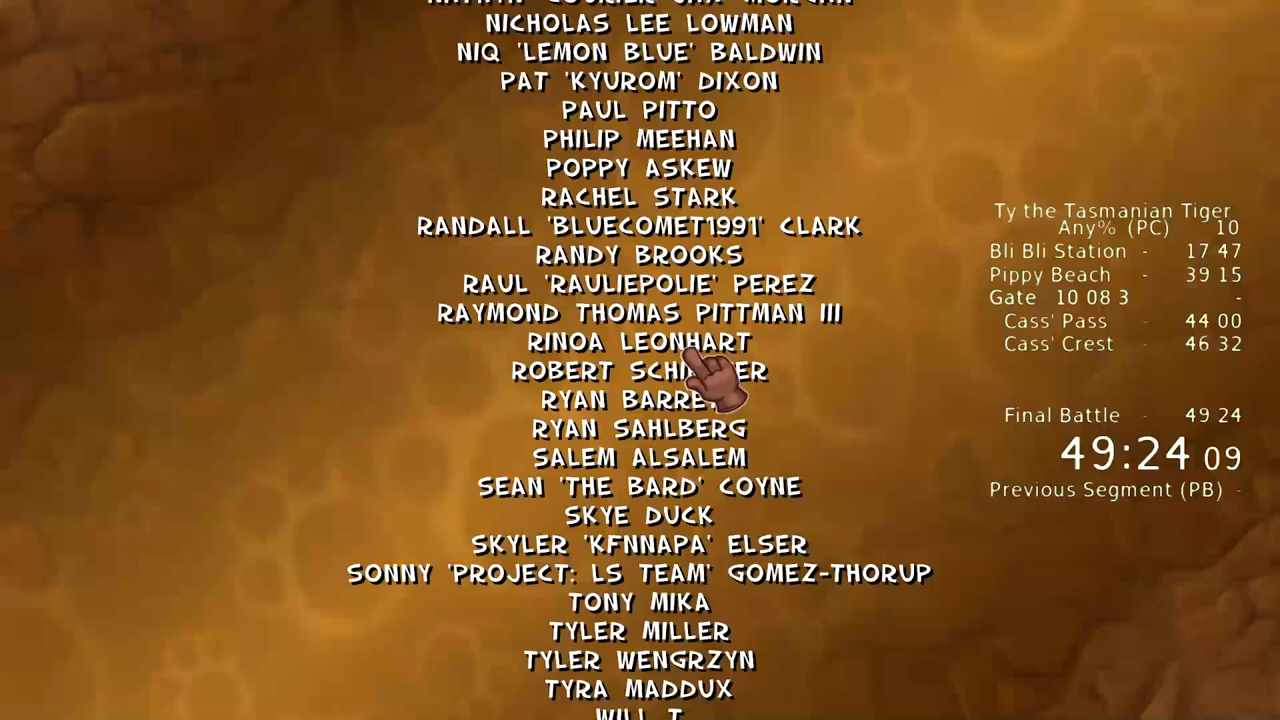 NICHOLAS LEE LOWMAN
NIQ 'LEMON BLUE' BALDWIN
PAT 'KYUROM' DIXON
PAUL PITTO
PHILIP MEEHAN
POPPY ASKEW
RACHEL STARK
RANDALL 'BLUECOMET1991' CLARK
RANDY BROOKS
RAUL 'RAULIEPOLIE' PEREZ
RAYMOND THOMAS PITTMAN III
RINOA LEONHART
ROBERT
RYAN
RYAN SAHLBERG
SALEM ALSALEM
SEAN 'THE BARD' COYNE
SKYE DUCK
SKYLER 'KFNNAPA' ELSER
SONNY 'PROJECT: LS TEAM' GOMEZ-THORUP
TONY MIKA
TYLER MILLER
TYLER WENGRZYN
TYRA MADDUX
WILL T
Ty the Tasmanian Tiger
Any% (PC) 10
Bli Bli Station - 17 47
Pippy Beach - 39 15
Gate 10 08 3 -
Cass' Pass - 44 00
Cass' Crest - 46 32
Final Battle - 49 24
49:24 09
Previous Segment (PB) -